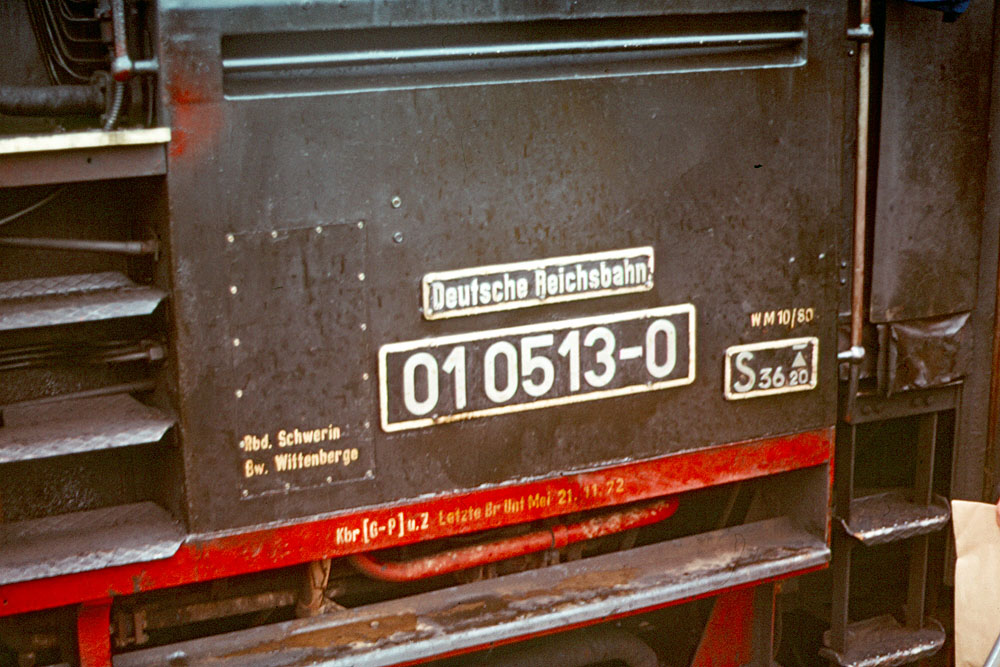 Deutsche Reichsbahn
01 0513-0
WM 10/80
S 36.20
Rbd. Schwerin
Bw. Wittenberge
Kbr [G-P] u. Z Letzte Br Unt Mei 21. 11. 72